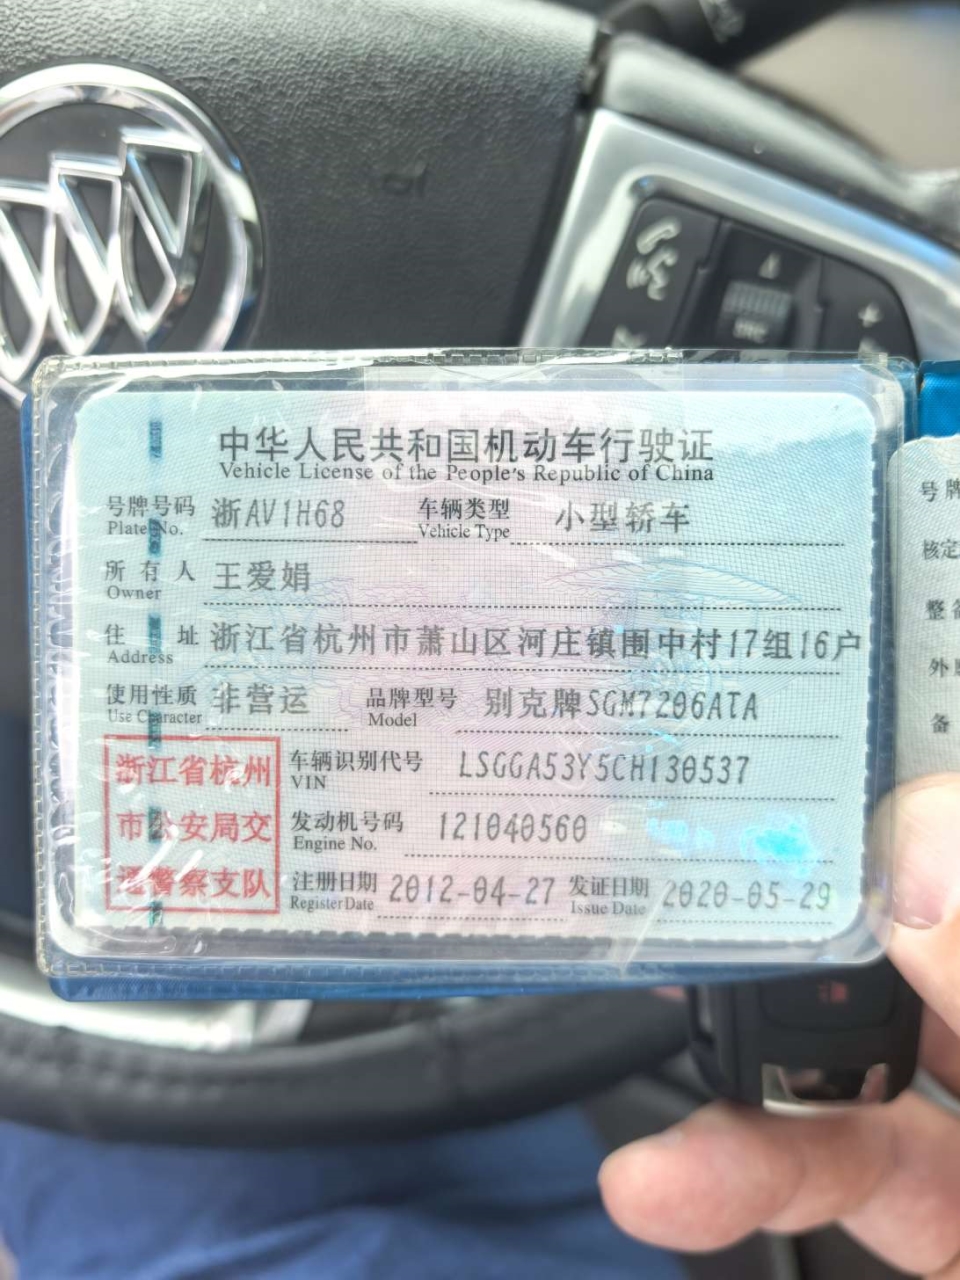 中华人民共和国机动车行驶证
Vehicle License of the People's Republic of China
号牌号码 浙AV1H68 车辆类型 小型轿车
Plate No. Vehicle Type
所有人 王爱娟
Owner
住址 浙江省杭州市萧山区河庄镇围中村17组16户
Address
使用性质 非营运 品牌型号 别克牌SGM7206ATA
Use Character Model
浙江省杭州
市公安局交
通警察支队
车辆识别代号 LSGGA53Y5CH130537
VIN
发动机号码 121040560
Engine No.
注册日期 2012-04-27 发证日期 2020-05-29
Register Date Issue Date
号牌
核定
整备
外
备